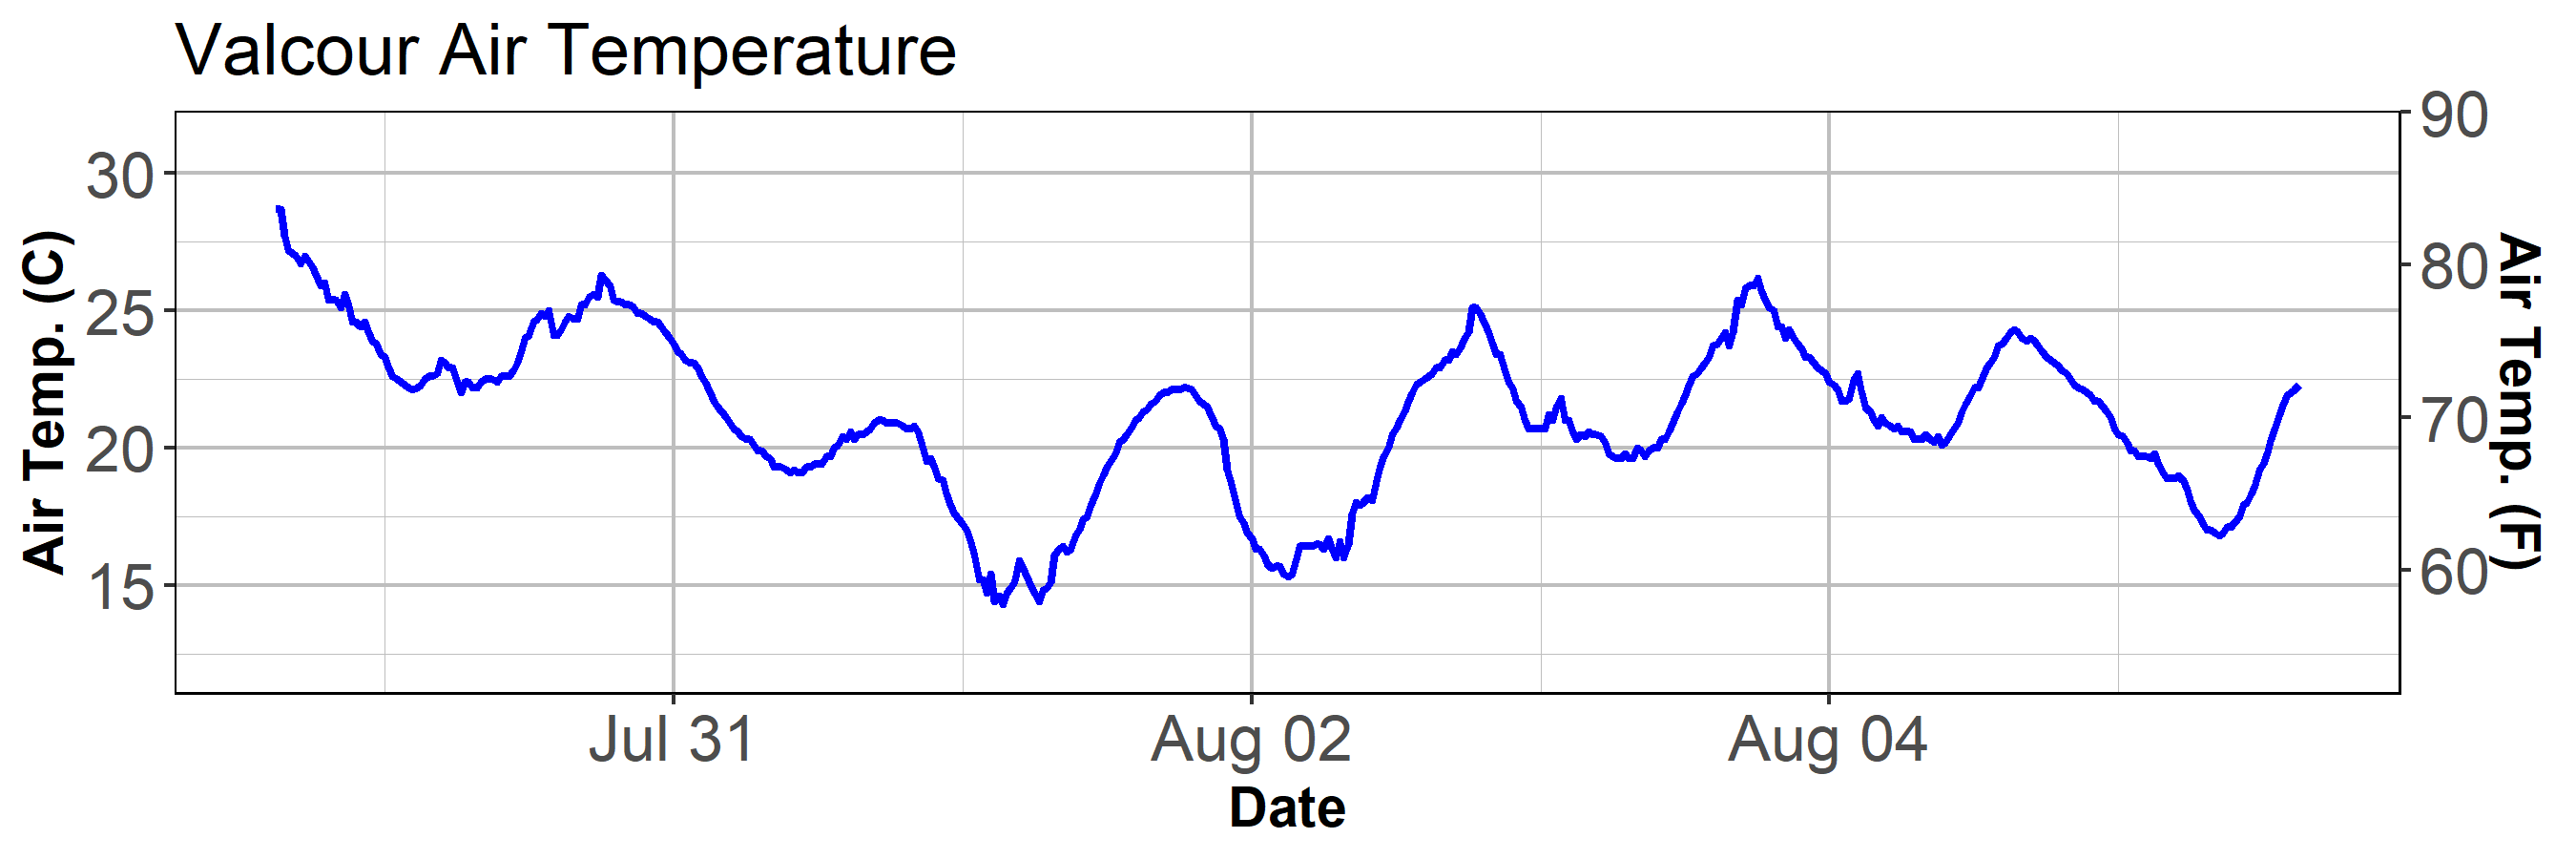 Valcour Air Temperature
Air Temp. (C)
30
25
20
15
90
80
70
60
Air Temp. (F)
Jul 31
Aug 02
Aug 04
Date